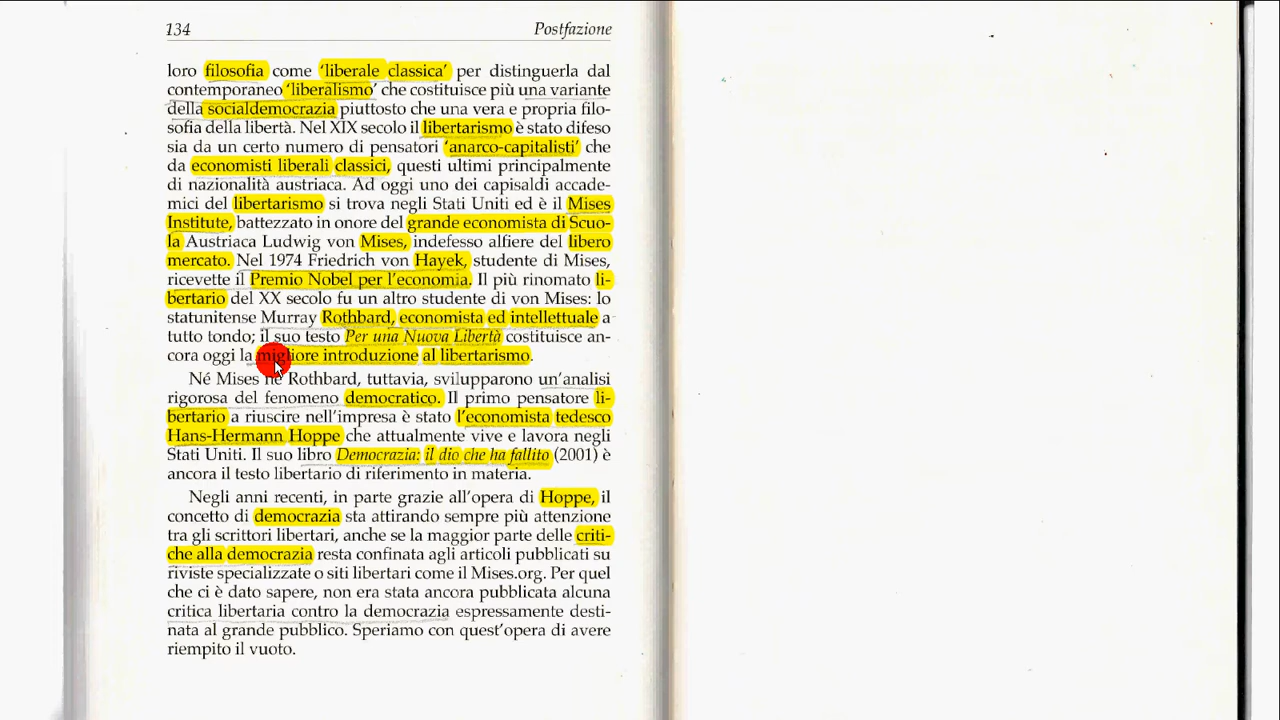 134 Postfazione
loro filosofia come ‘liberale classica’ per distinguerla dal
contemporaneo ‘liberalismo’ che costituisce più una variante
della socialdemocrazia piuttosto che una vera e propria filo-
sofia della libertà. Nel XIX secolo il libertarismo è stato difeso
sia da un certo numero di pensatori ‘anarco-capitalisti’ che
da economisti liberali classici, questi ultimi principalmente
di nazionalità austriaca. Ad oggi uno dei capisaldi accade-
mici del libertarismo si trova negli Stati Uniti ed è il Mises
Institute, battezzato in onore del grande economista di Scuo-
la Austriaca Ludwig von Mises, indefesso alfiere del libero
mercato. Nel 1974 Friedrich von Hayek, studente di Mises,
ricevette il Premio Nobel per l’economia. Il più rinomato li-
bertario del XX secolo fu un altro studente di von Mises: lo
statunitense Murray Rothbard, economista ed intellettuale a
tutto tondo; il suo testo Per una Nuova Libertà costituisce an-
cora oggi la migliore introduzione al libertarismo.
Né Mises né Rothbard, tuttavia, svilupparono un’analisi
rigorosa del fenomeno democratico. Il primo pensatore li-
bertario a riuscire nell’impresa è stato l’economista tedesco
Hans-Hermann Hoppe che attualmente vive e lavora negli
Stati Uniti. Il suo libro Democrazia: il dio che ha fallito (2001) è
ancora il testo libertario di riferimento in materia.
Negli anni recenti, in parte grazie all’opera di Hoppe, il
concetto di democrazia sta attirando sempre più attenzione
tra gli scrittori libertari, anche se la maggior parte delle criti-
che alla democrazia resta confinata agli articoli pubblicati su
riviste specializzate o siti libertari come il Mises.org. Per quel
che ci è dato sapere, non era stata ancora pubblicata alcuna
critica libertaria contro la democrazia espressamente desti-
nata al grande pubblico. Speriamo con quest’opera di avere
riempito il vuoto.